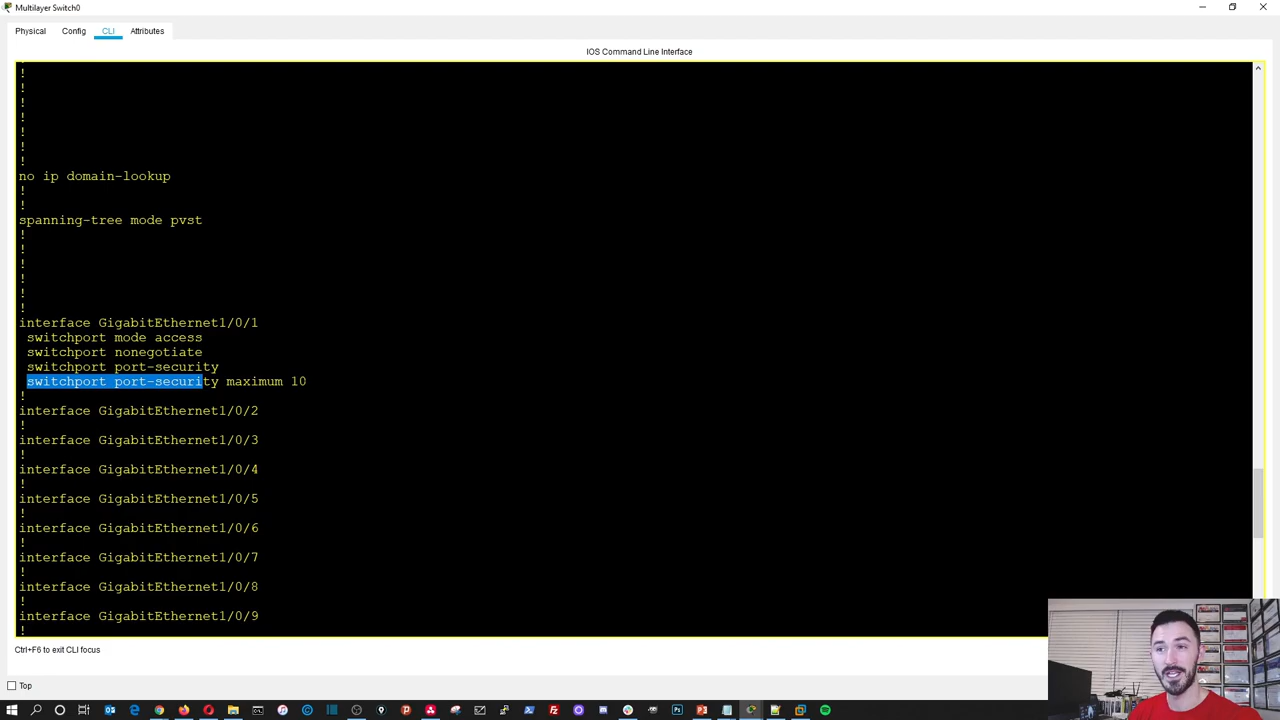 Multilayer Switch0
Physical Config CLI Attributes
IOS Command Line Interface
!
!
!
!
!
!
!
no ip domain-lookup
!
!
spanning-tree mode pvst
!
!
!
!
!
!
interface GigabitEthernet1/0/1
switchport mode access
switchport nonegotiate
switchport port-security
switchport port-security maximum 10
!
interface GigabitEthernet1/0/2
!
interface GigabitEthernet1/0/3
!
interface GigabitEthernet1/0/4
!
interface GigabitEthernet1/0/5
!
interface GigabitEthernet1/0/6
!
interface GigabitEthernet1/0/7
!
interface GigabitEthernet1/0/8
!
interface GigabitEthernet1/0/9
!
Ctrl+F6 to exit CLI focus
Top